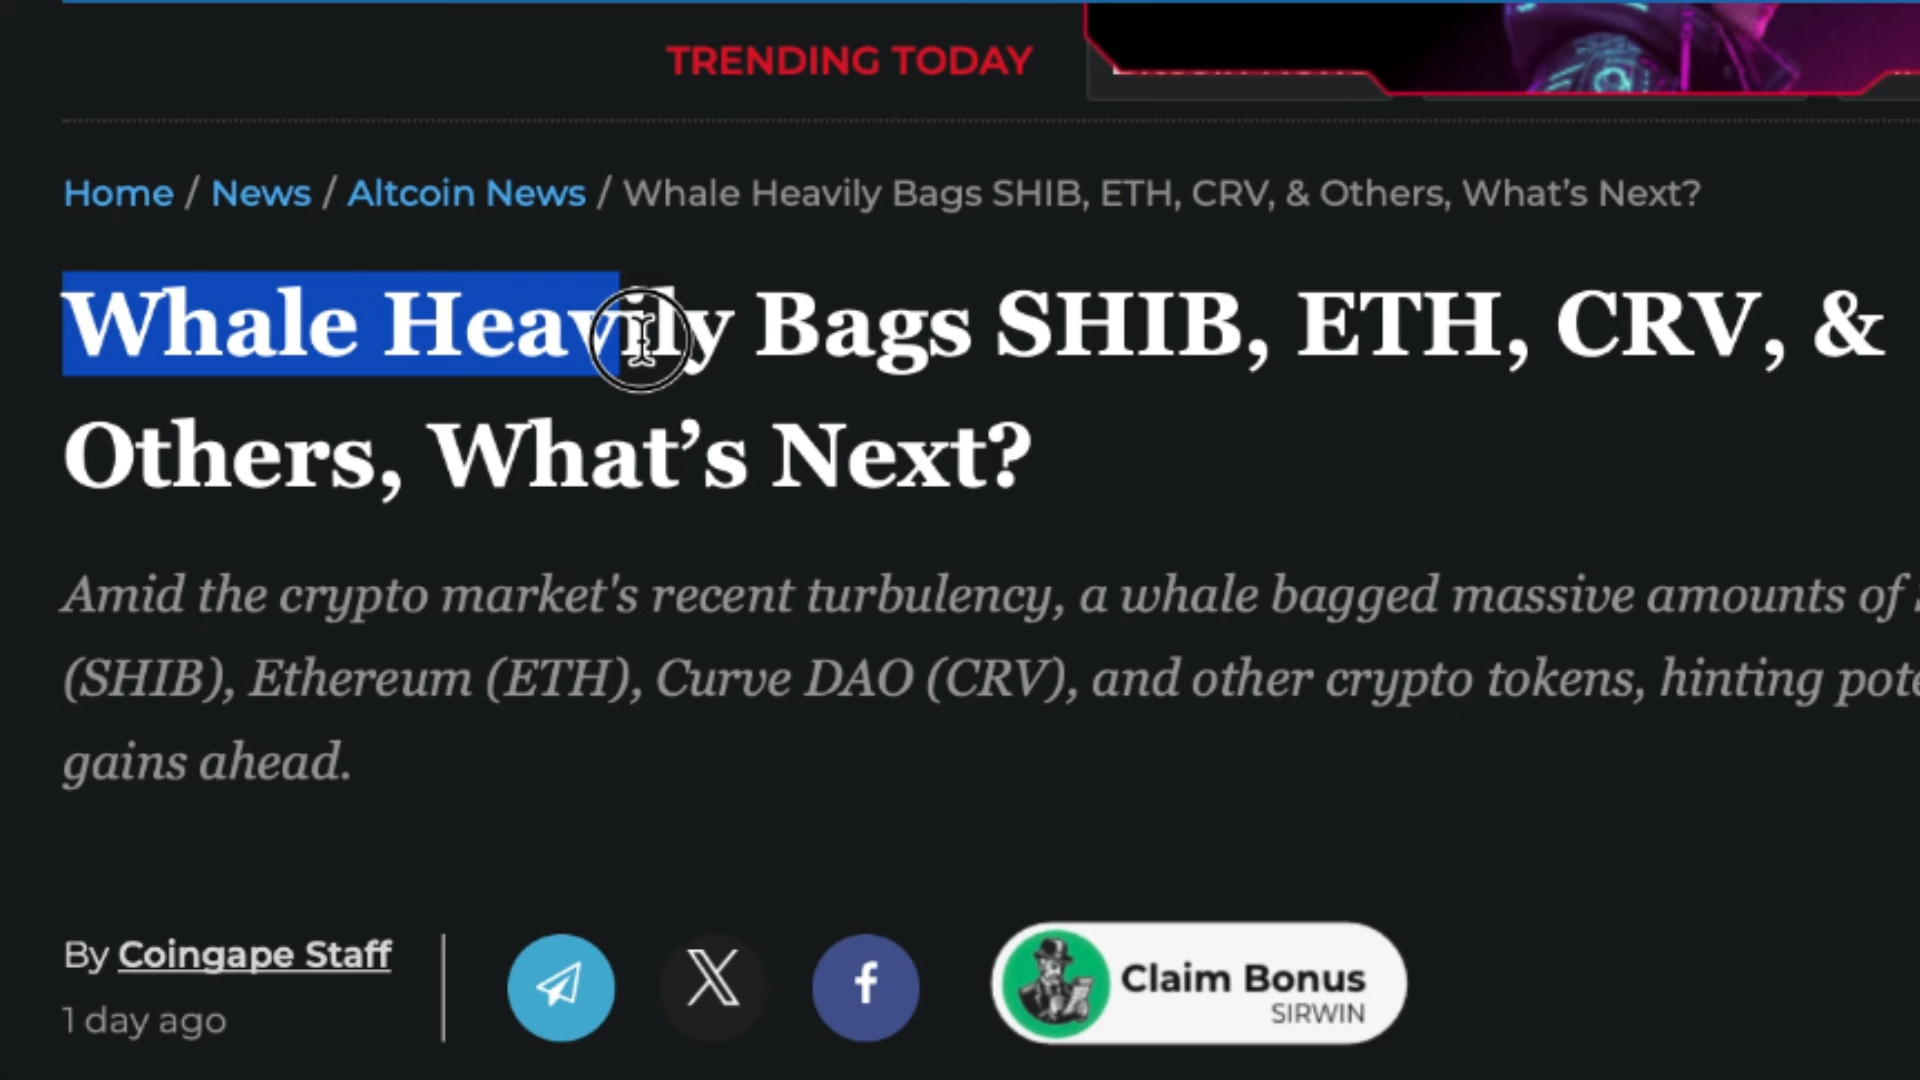 TRENDING TODAY
Home / News / Altcoin News / Whale Heavily Bags SHIB, ETH, CRV, & Others, What’s Next?
Whale Heavily Bags SHIB, ETH, CRV, &
Others, What’s Next?
Amid the crypto market's recent turbulency, a whale bagged massive amounts of
(SHIB), Ethereum (ETH), Curve DAO (CRV), and other crypto tokens, hinting
gains ahead.
By Coingape Staff
1 day ago
Claim Bonus
SIRWIN